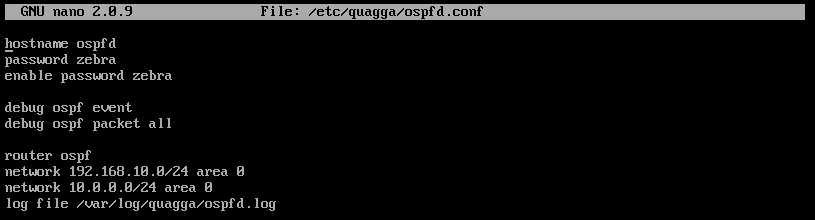 GNU nano 2.0.9 File: /etc/quagga/ospfd.conf
hostname ospfd
password zebra
enable password zebra
debug ospf event
debug ospf packet all
router ospf
network 192.168.10.0/24 area 0
network 10.0.0.0/24 area 0
log file /var/log/quagga/ospfd.log